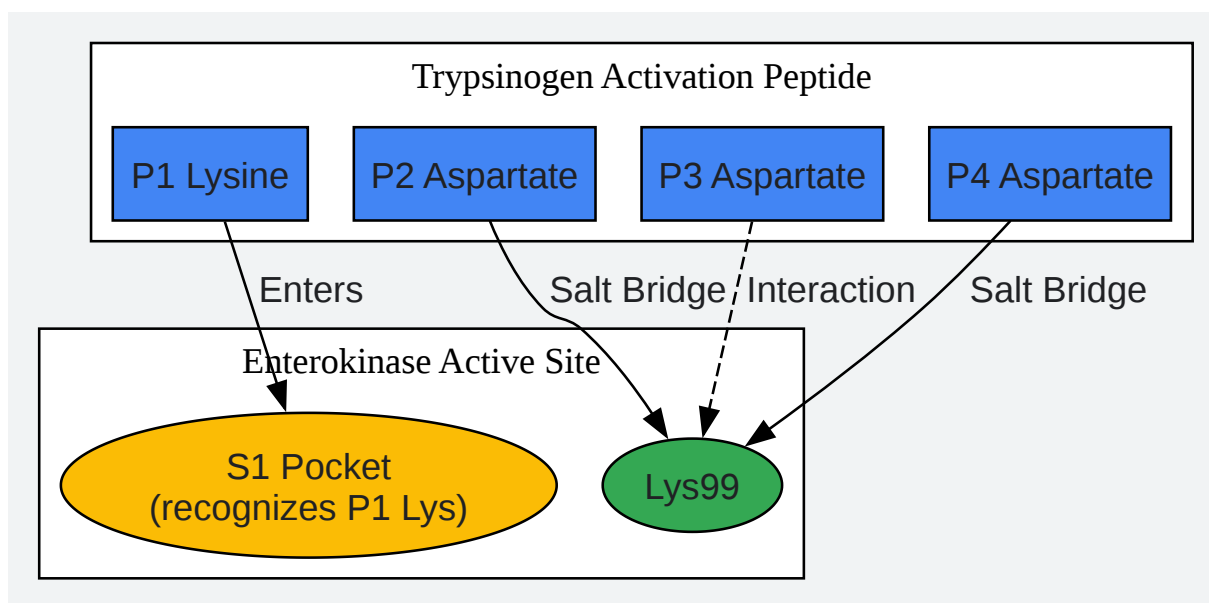 Trypsinogen Activation Peptide
P1 Lysine
P2 Aspartate
P3 Aspartate
P4 Aspartate
Enters
Salt Bridge
Interaction
Salt Bridge
Enterokinase Active Site
S1 Pocket
(recognizes P1 Lys)
Lys99